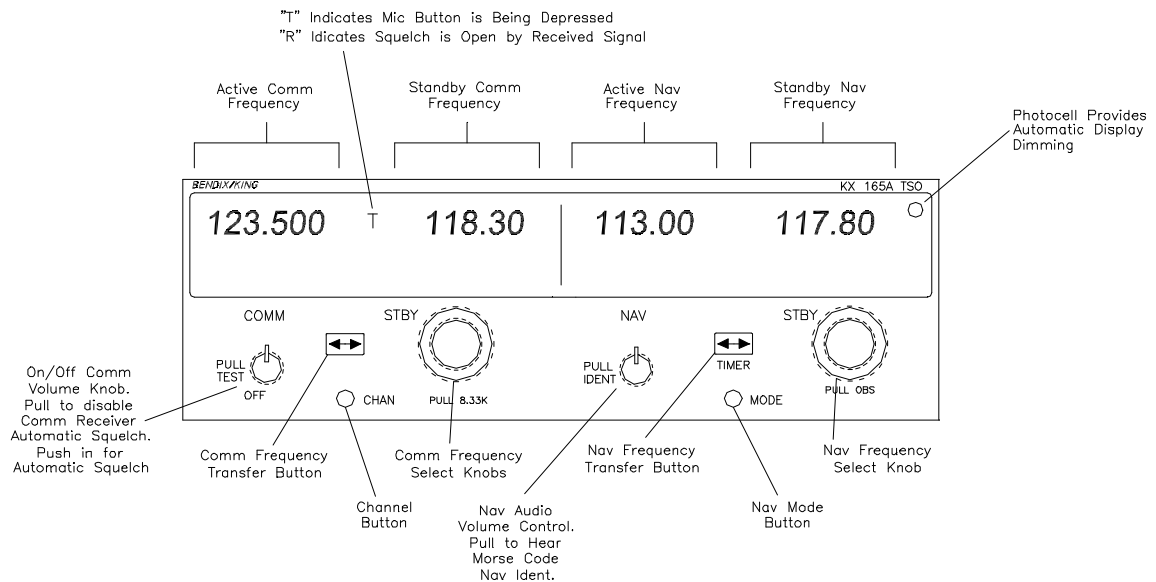 "T" Indicates Mic Button is Being Depressed
"R" Idicates Squelch is Open by Received Signal
Active Comm
Frequency
Standby Comm
Frequency
Active Nav
Frequency
Standby Nav
Frequency
Photocell Provides
Automatic Display
Dimming
BENDIX/KING
KX 165A TSO
123.500
T
118.30
113.00
117.80
COMM
STBY
NAV
STBY
PULL
TEST
OFF
PULL
IDENT
TIMER
CHAN
PULL 8.33K
MODE
PULL OBS
On/Off Comm
Volume Knob.
Pull to disable
Comm Receiver
Automatic Squelch.
Push in for
Automatic Squelch
Comm Frequency
Transfer Button
Comm Frequency
Select Knobs
Nav Frequency
Transfer Button
Nav Frequency
Select Knob
Channel
Button
Nav Audio
Volume Control.
Pull to Hear
Morse Code
Nav Ident.
Nav Mode
Button